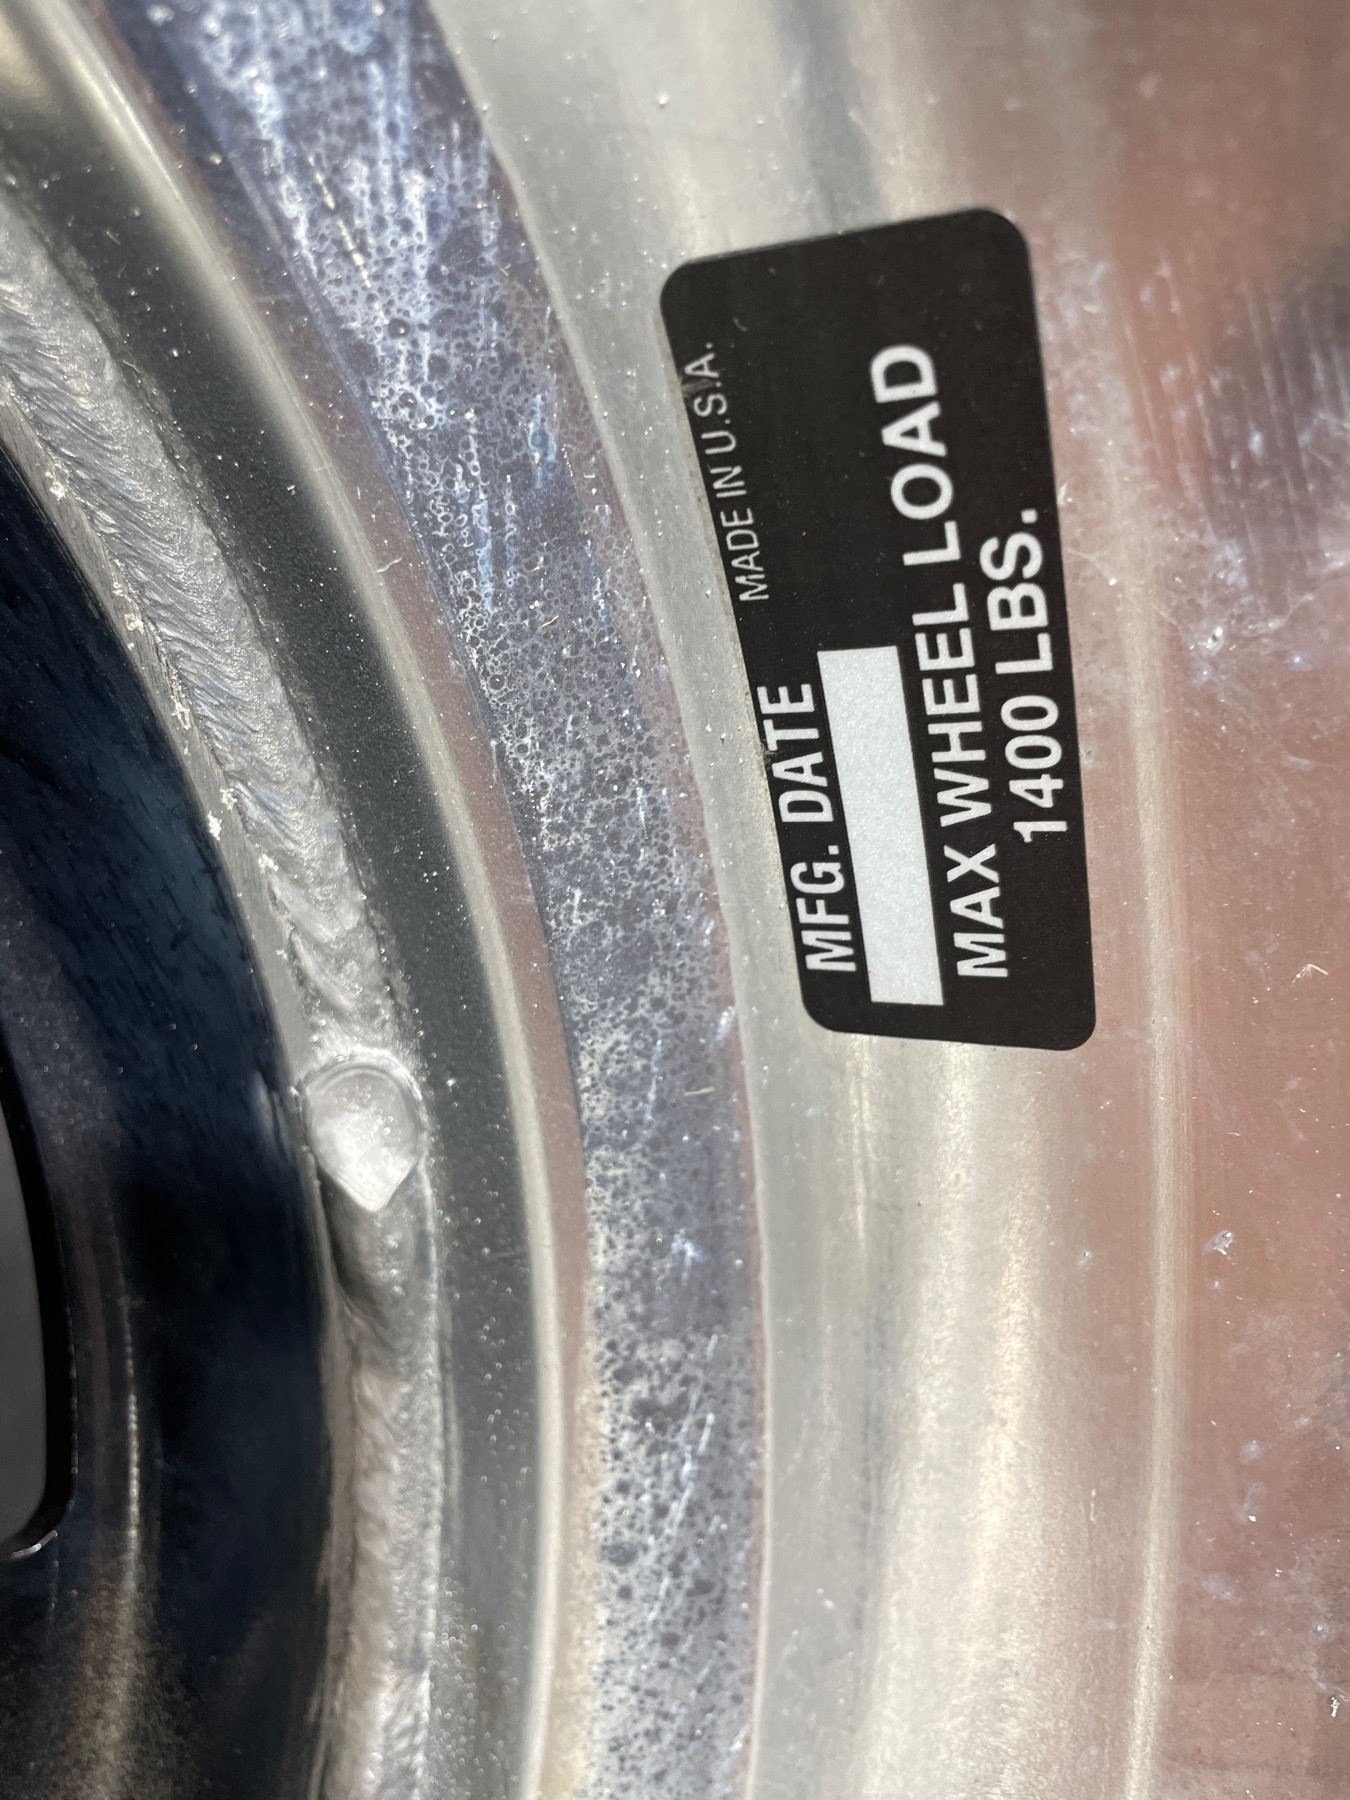 MFG. DATE MADE IN U.S.A.
MAX WHEEL LOAD
1400 LBS.